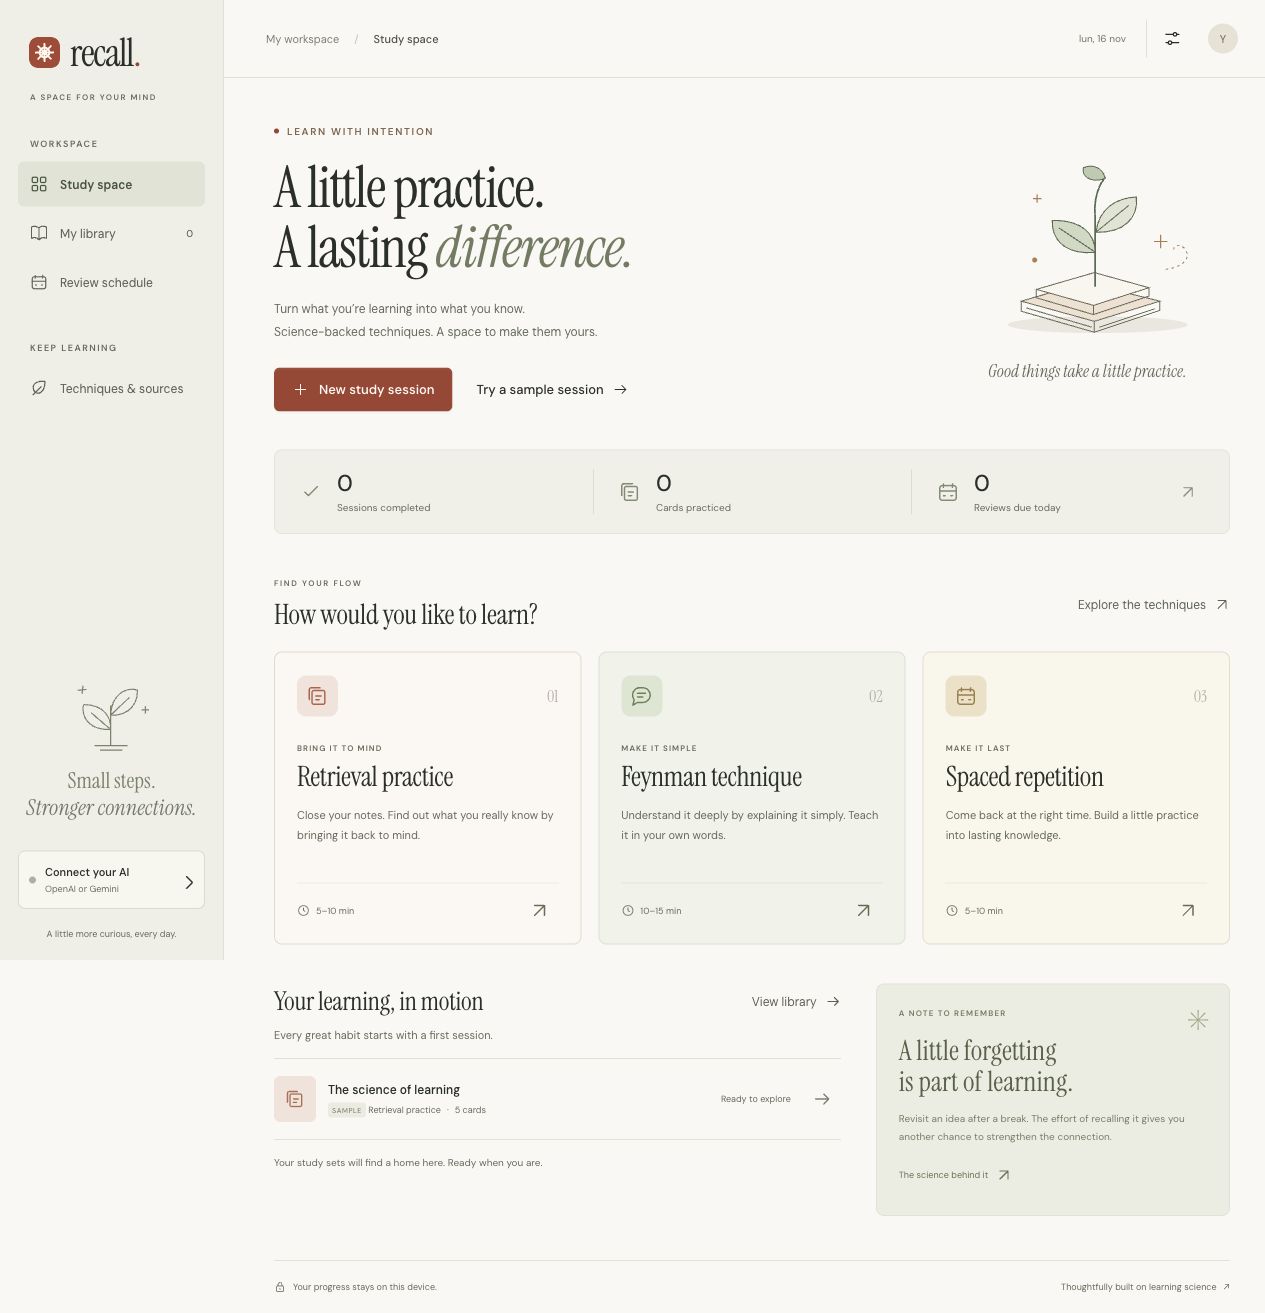 recall.
A SPACE FOR YOUR MIND
WORKSPACE
Study space
My library 0
Review schedule
KEEP LEARNING
Techniques & sources
Small steps.
Stronger connections.
Connect your AI
OpenAI or Gemini
A little more curious, every day.
My workspace / Study space
lun, 16 nov
Y
LEARN WITH INTENTION
A little practice.
A lasting difference.
Turn what you’re learning into what you know.
Science-backed techniques. A space to make them yours.
New study session
Try a sample session
Good things take a little practice.
0
Sessions completed
0
Cards practiced
0
Reviews due today
FIND YOUR FLOW
How would you like to learn?
Explore the techniques
01
BRING IT TO MIND
Retrieval practice
Close your notes. Find out what you really know by
bringing it back to mind.
5–10 min
02
MAKE IT SIMPLE
Feynman technique
Understand it deeply by explaining it simply. Teach
it in your own words.
10–15 min
03
MAKE IT LAST
Spaced repetition
Come back at the right time. Build a little practice
into lasting knowledge.
5–10 min
Your learning, in motion
View library
Every great habit starts with a first session.
The science of learning
SAMPLE Retrieval practice · 5 cards
Ready to explore
Your study sets will find a home here. Ready when you are.
A NOTE TO REMEMBER
A little forgetting
is part of learning.
Revisit an idea after a break. The effort of recalling it gives you
another chance to strengthen the connection.
The science behind it
Your progress stays on this device.
Thoughtfully built on learning science